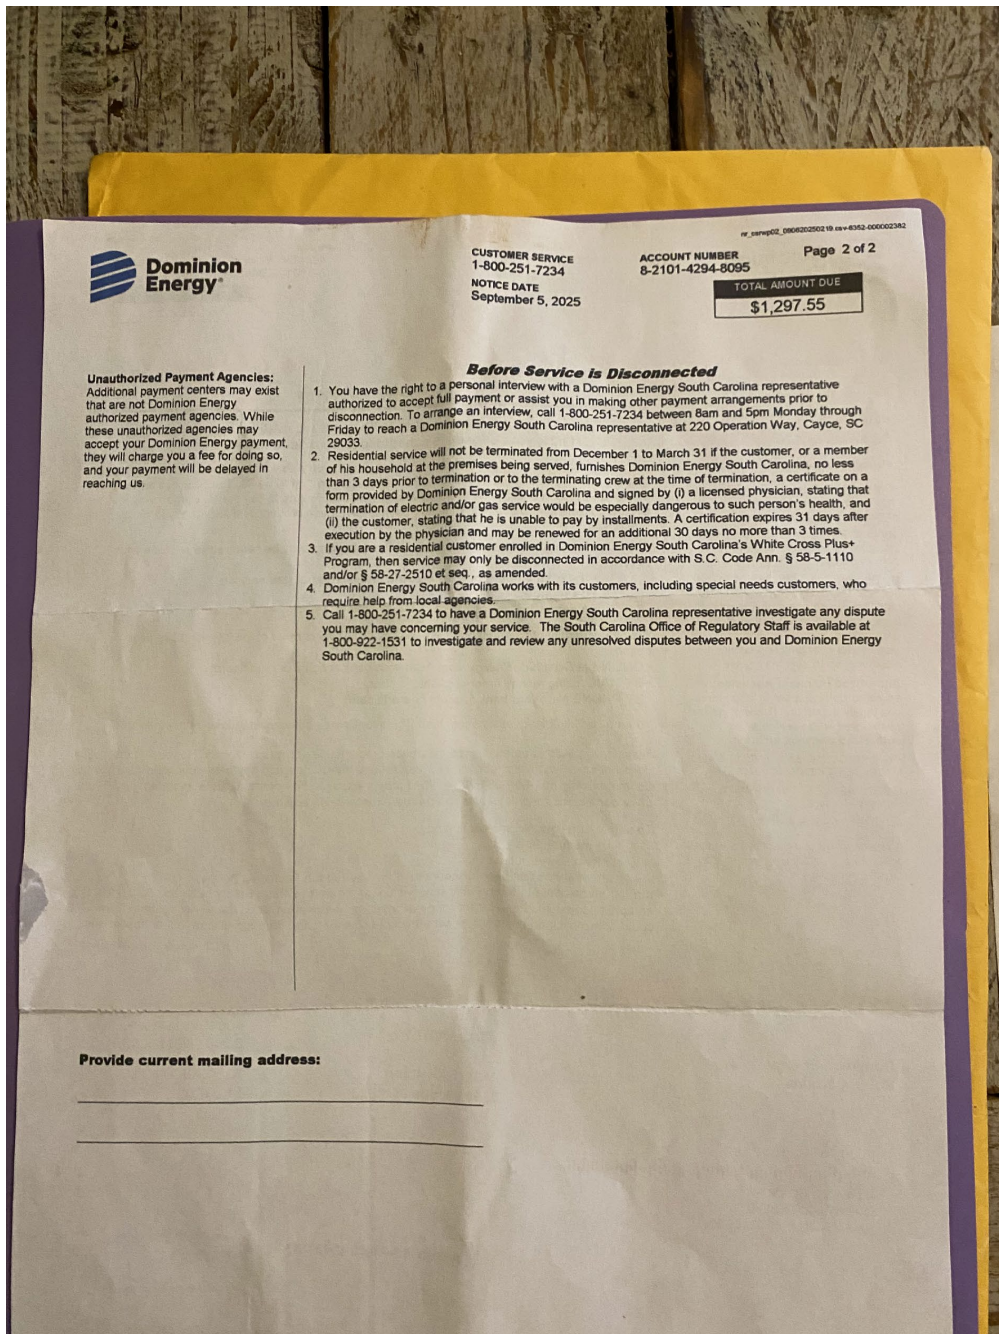 nr_carwp02_090620250219.csv-6352-000002382
Dominion
Energy®
CUSTOMER SERVICE
1-800-251-7234
NOTICE DATE
September 5, 2025
ACCOUNT NUMBER
8-2101-4294-8095
Page 2 of 2
TOTAL AMOUNT DUE
$1,297.55
Unauthorized Payment Agencies:
Additional payment centers may exist
that are not Dominion Energy
authorized payment agencies. While
these unauthorized agencies may
accept your Dominion Energy payment,
they will charge you a fee for doing so,
and your payment will be delayed in
reaching us.
Before Service is Disconnected
1. You have the right to a personal interview with a Dominion Energy South Carolina representative
authorized to accept full payment or assist you in making other payment arrangements prior to
disconnection. To arrange an interview, call 1-800-251-7234 between 8am and 5pm Monday through
Friday to reach a Dominion Energy South Carolina representative at 220 Operation Way, Cayce, SC
29033.
2. Residential service will not be terminated from December 1 to March 31 if the customer, or a member
of his household at the premises being served, furnishes Dominion Energy South Carolina, no less
than 3 days prior to termination or to the terminating crew at the time of termination, a certificate on a
form provided by Dominion Energy South Carolina and signed by (i) a licensed physician, stating that
termination of electric and/or gas service would be especially dangerous to such person's health, and
(ii) the customer, stating that he is unable to pay by installments. A certification expires 31 days after
execution by the physician and may be renewed for an additional 30 days no more than 3 times.
3. If you are a residential customer enrolled in Dominion Energy South Carolina's White Cross Plus+
Program, then service may only be disconnected in accordance with S.C. Code Ann. § 58-5-1110
and/or § 58-27-2510 et seq., as amended.
4. Dominion Energy South Carolina works with its customers, including special needs customers, who
require help from local agencies.
5. Call 1-800-251-7234 to have a Dominion Energy South Carolina representative investigate any dispute
you may have concerning your service. The South Carolina Office of Regulatory Staff is available at
1-800-922-1531 to investigate and review any unresolved disputes between you and Dominion Energy
South Carolina.
Provide current mailing address: